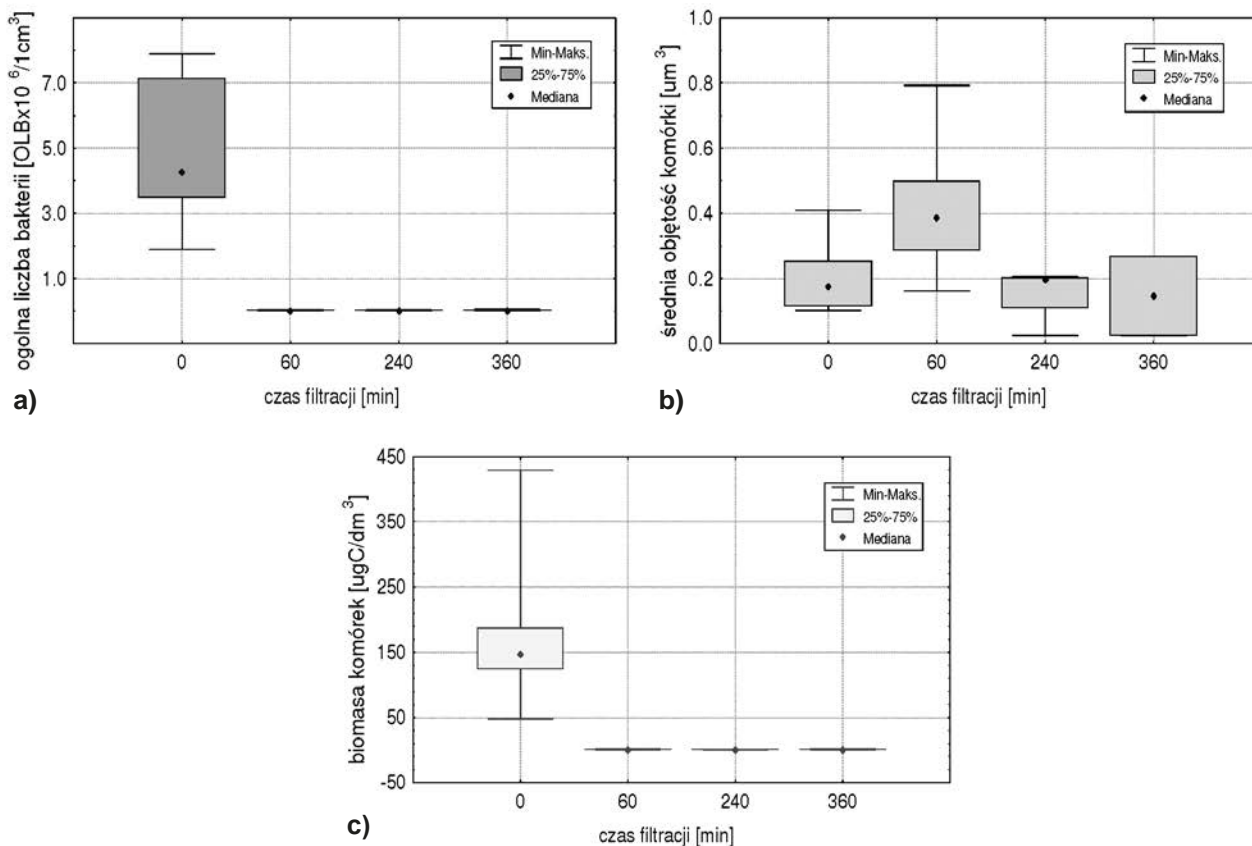 ogolna liczba bakterii [OLBx10 6/1cm3]
7.0
5.0
3.0
1.0
Min-Maks.
25%-75%
Mediana
0 60 240 360
czas filtracji [min]
a)
średnia objętość komórki [um 3]
1.0
0.8
0.6
0.4
0.2
0.0
Min-Maks.
25%-75%
Mediana
0 60 240 360
czas filtracji [min]
b)
biomasa komórek [ugC/dm 3]
450
350
250
150
50
-50
Min-Maks.
25%-75%
Mediana
0 60 240 360
czas filtracji [min]
c)